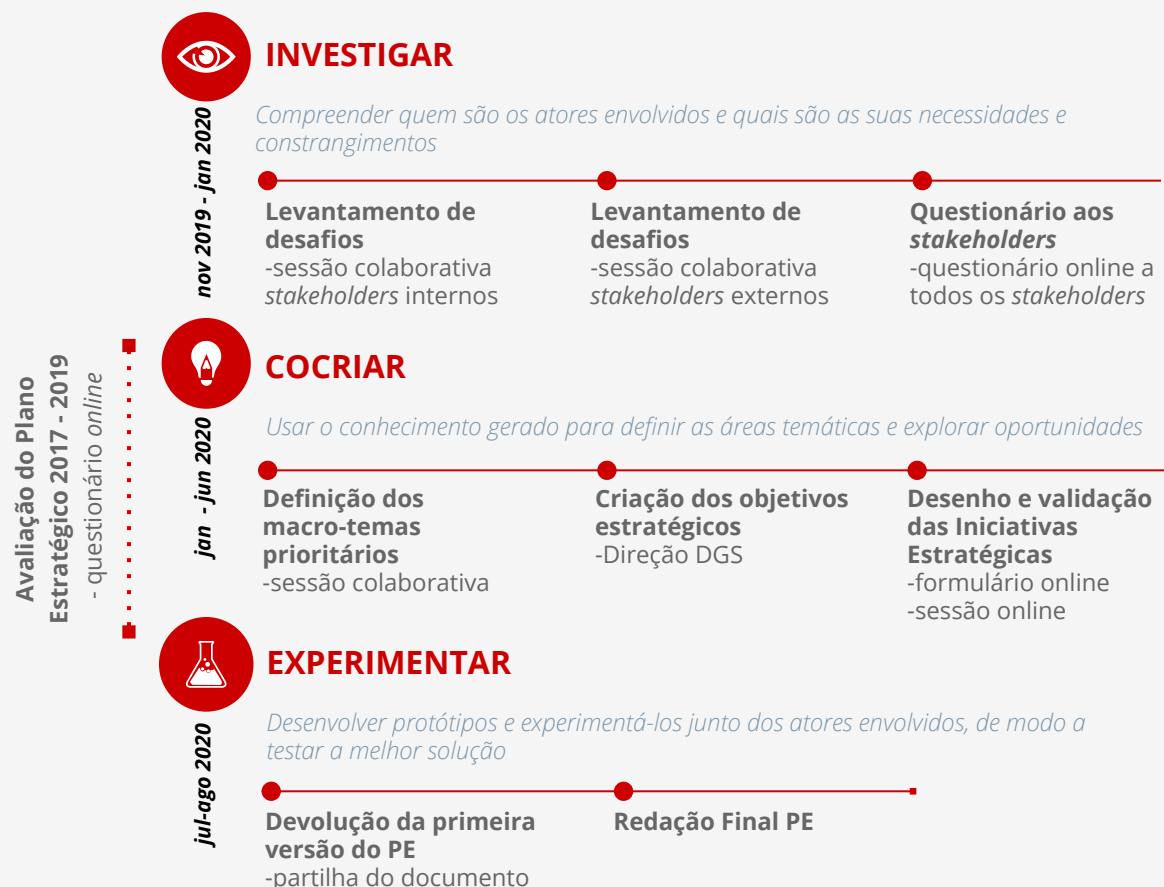 INVESTIGAR
nov 2019 - jan 2020
Compreender quem são os atores envolvidos e quais são as suas necessidades e
constrangimentos
Levantamento de
desafios
-sessão colaborativa
stakeholders internos
Levantamento de
desafios
-sessão colaborativa
stakeholders externos
Questionário aos
stakeholders
-questionário online a
todos os stakeholders
Avaliação do Plano
Estratégico 2017 - 2019
- questionário online
COCRIAR
jan - jun 2020
Usar o conhecimento gerado para definir as áreas temáticas e explorar oportunidades
Definição dos
macro-temas
prioritários
-sessão colaborativa
Criação dos objetivos
estratégicos
-Direção DGS
Desenho e validação
das Iniciativas
Estratégicas
-formulário online
-sessão online
EXPERIMENTAR
jul-ago 2020
Desenvolver protótipos e experimentá-los junto dos atores envolvidos, de modo a
testar a melhor solução
Devolução da primeira
versão do PE
-partilha do documento
Redação Final PE